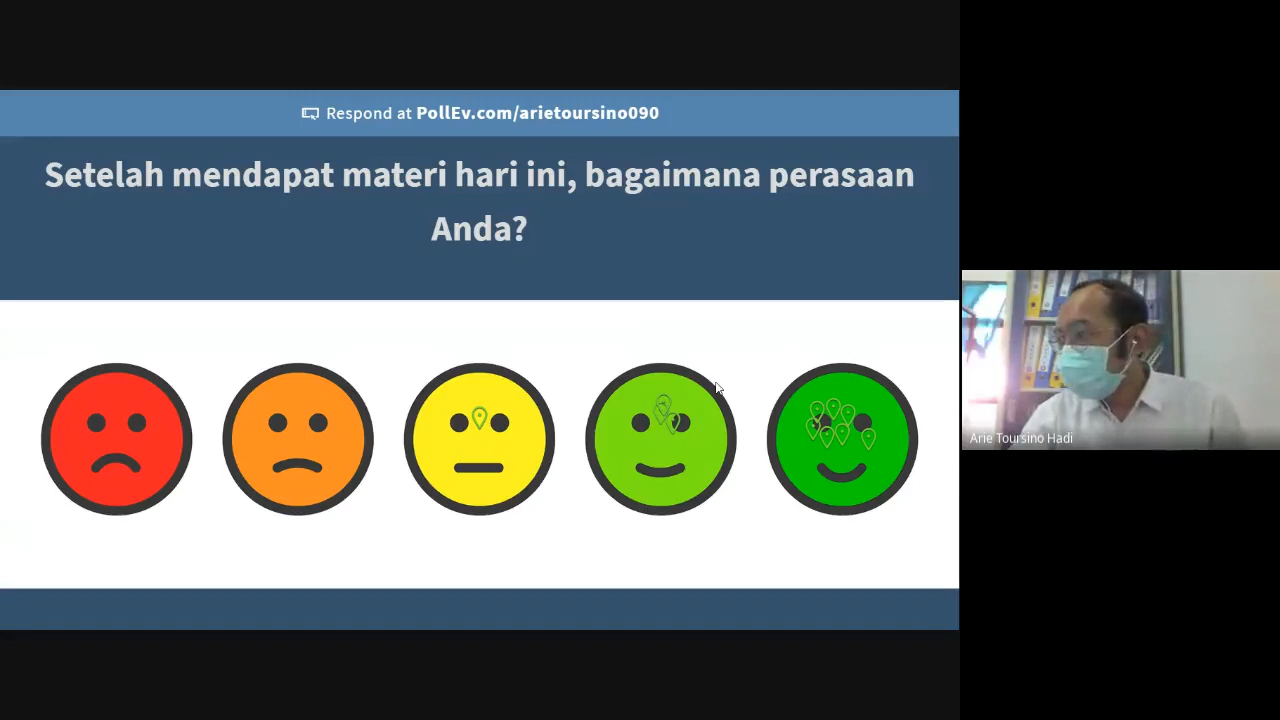 Respond at PollEv.com/arietoursino090
Setelah mendapat materi hari ini, bagaimana perasaan
Anda?
Arie Toursino Hadi